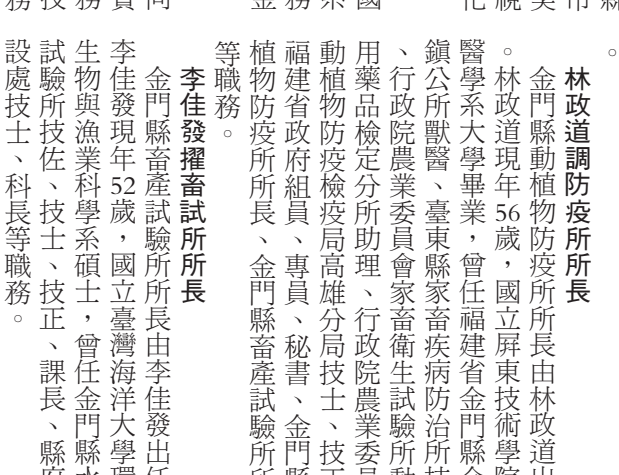 林政道調防疫所所長
金門縣動植物防疫所所長由林政道出
。林政道現年56歲，國立屏東技術學院
醫學系大學畢業，曾任福建省金門縣金
鎮公所獸醫、臺東縣家畜疾病防治所技
、行政院農業委員會家畜衛生試驗所動
用藥品檢定分所助理、行政院農業委員
動植物防疫檢疫局高雄分局技士、技正
福建省政府組員、專員、秘書、金門縣
植物防疫所所長、金門縣畜產試驗所所
等職務。
李佳發擢畜試所所長
金門縣畜產試驗所所長由李佳發出任
李佳發現年52歲，國立臺灣海洋大學環
生物與漁業科學系碩士，曾任金門縣水
試驗所技佐、技士、技正、課長、縣府
設處技士、科長等職務。